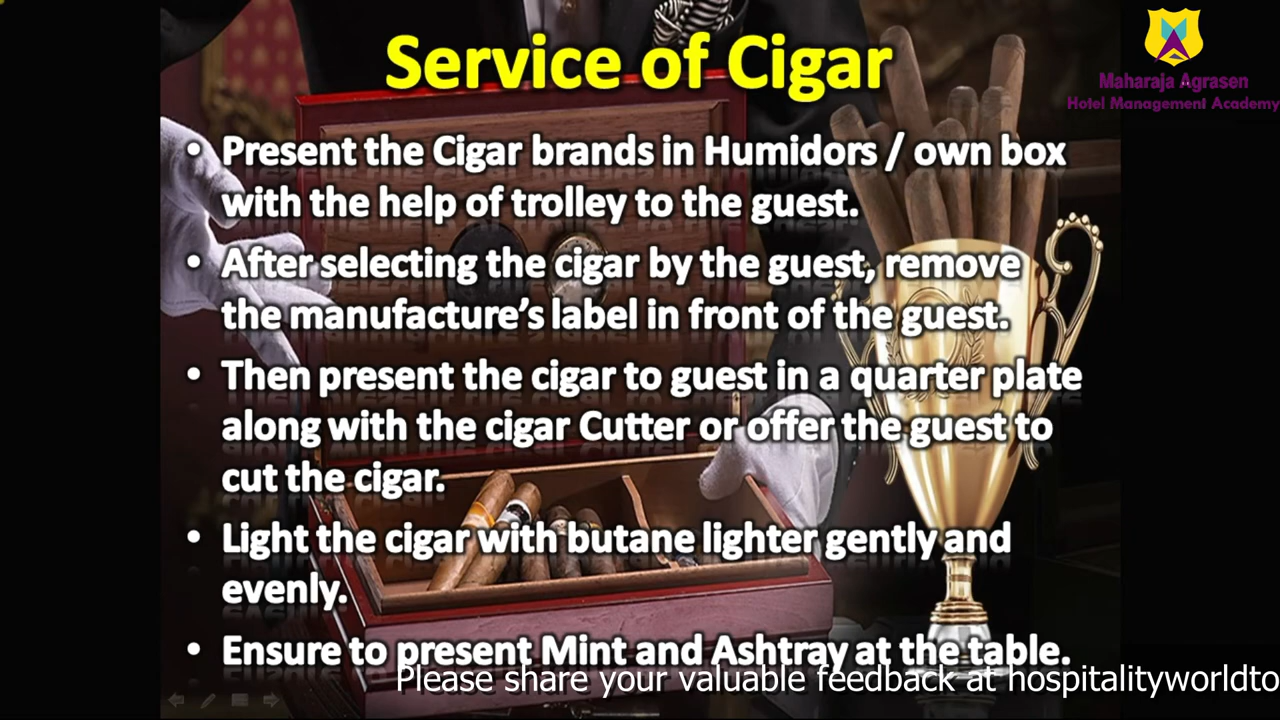 Service of Cigar
Maharaja Agrasen
Hotel Management Academy
• Present the Cigar brands in Humidors / own box
with the help of trolley to the guest.
• After selecting the cigar by the guest, remove
the manufacture's label in front of the guest.
• Then present the cigar to guest in a quarter plate
along with the cigar Cutter or offer the guest to
cut the cigar.
• Light the cigar with butane lighter gently and
evenly.
• Ensure to present Mint and Ashtray at the table.
Please share your valuable feedback at hospitalityworldto